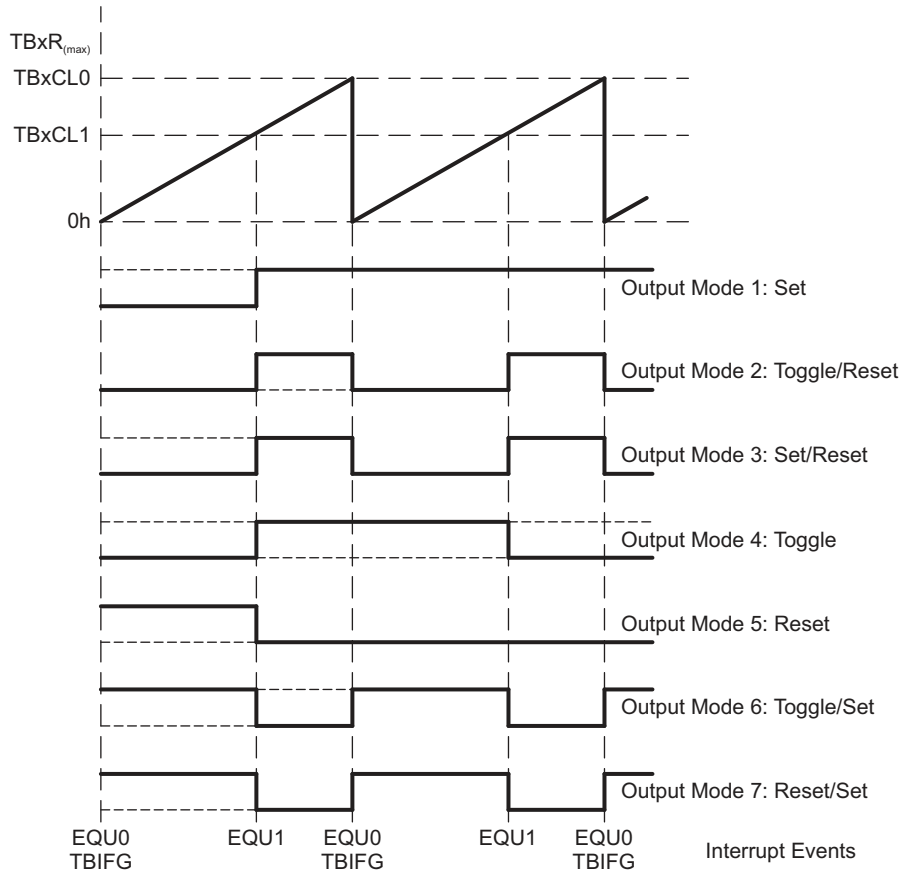 TBxR(max)
TBxCL0
TBxCL1
0h
Output Mode 1: Set
Output Mode 2: Toggle/Reset
Output Mode 3: Set/Reset
Output Mode 4: Toggle
Output Mode 5: Reset
Output Mode 6: Toggle/Set
Output Mode 7: Reset/Set
EQU0 EQU1 EQU0 EQU1 EQU0 Interrupt Events
TBIFG TBIFG TBIFG